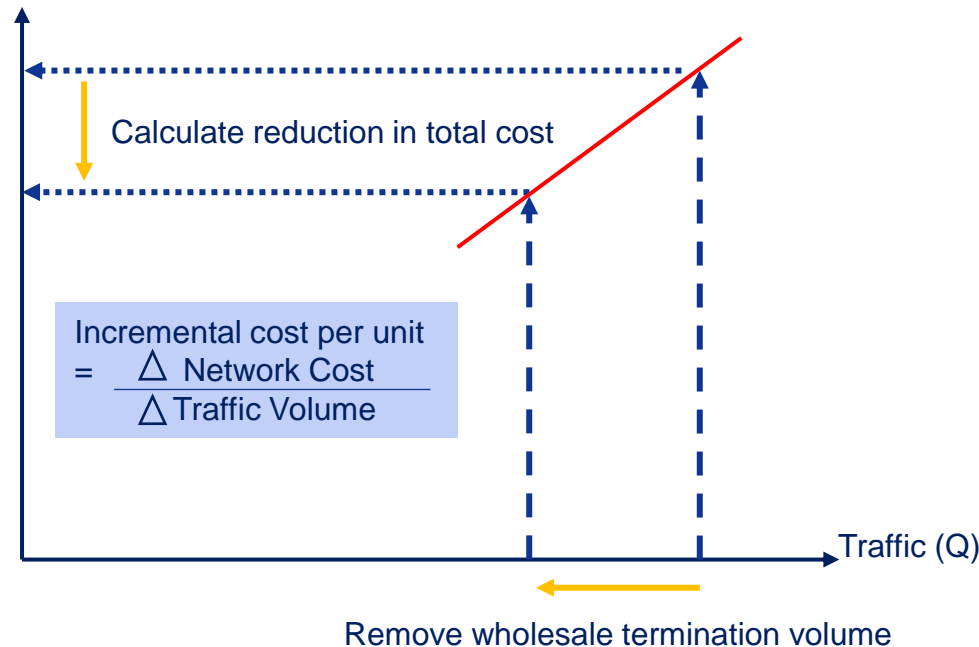 Calculate reduction in total cost
Incremental cost per unit
= △ Network Cost
△ Traffic Volume
Traffic (Q)
Remove wholesale termination volume